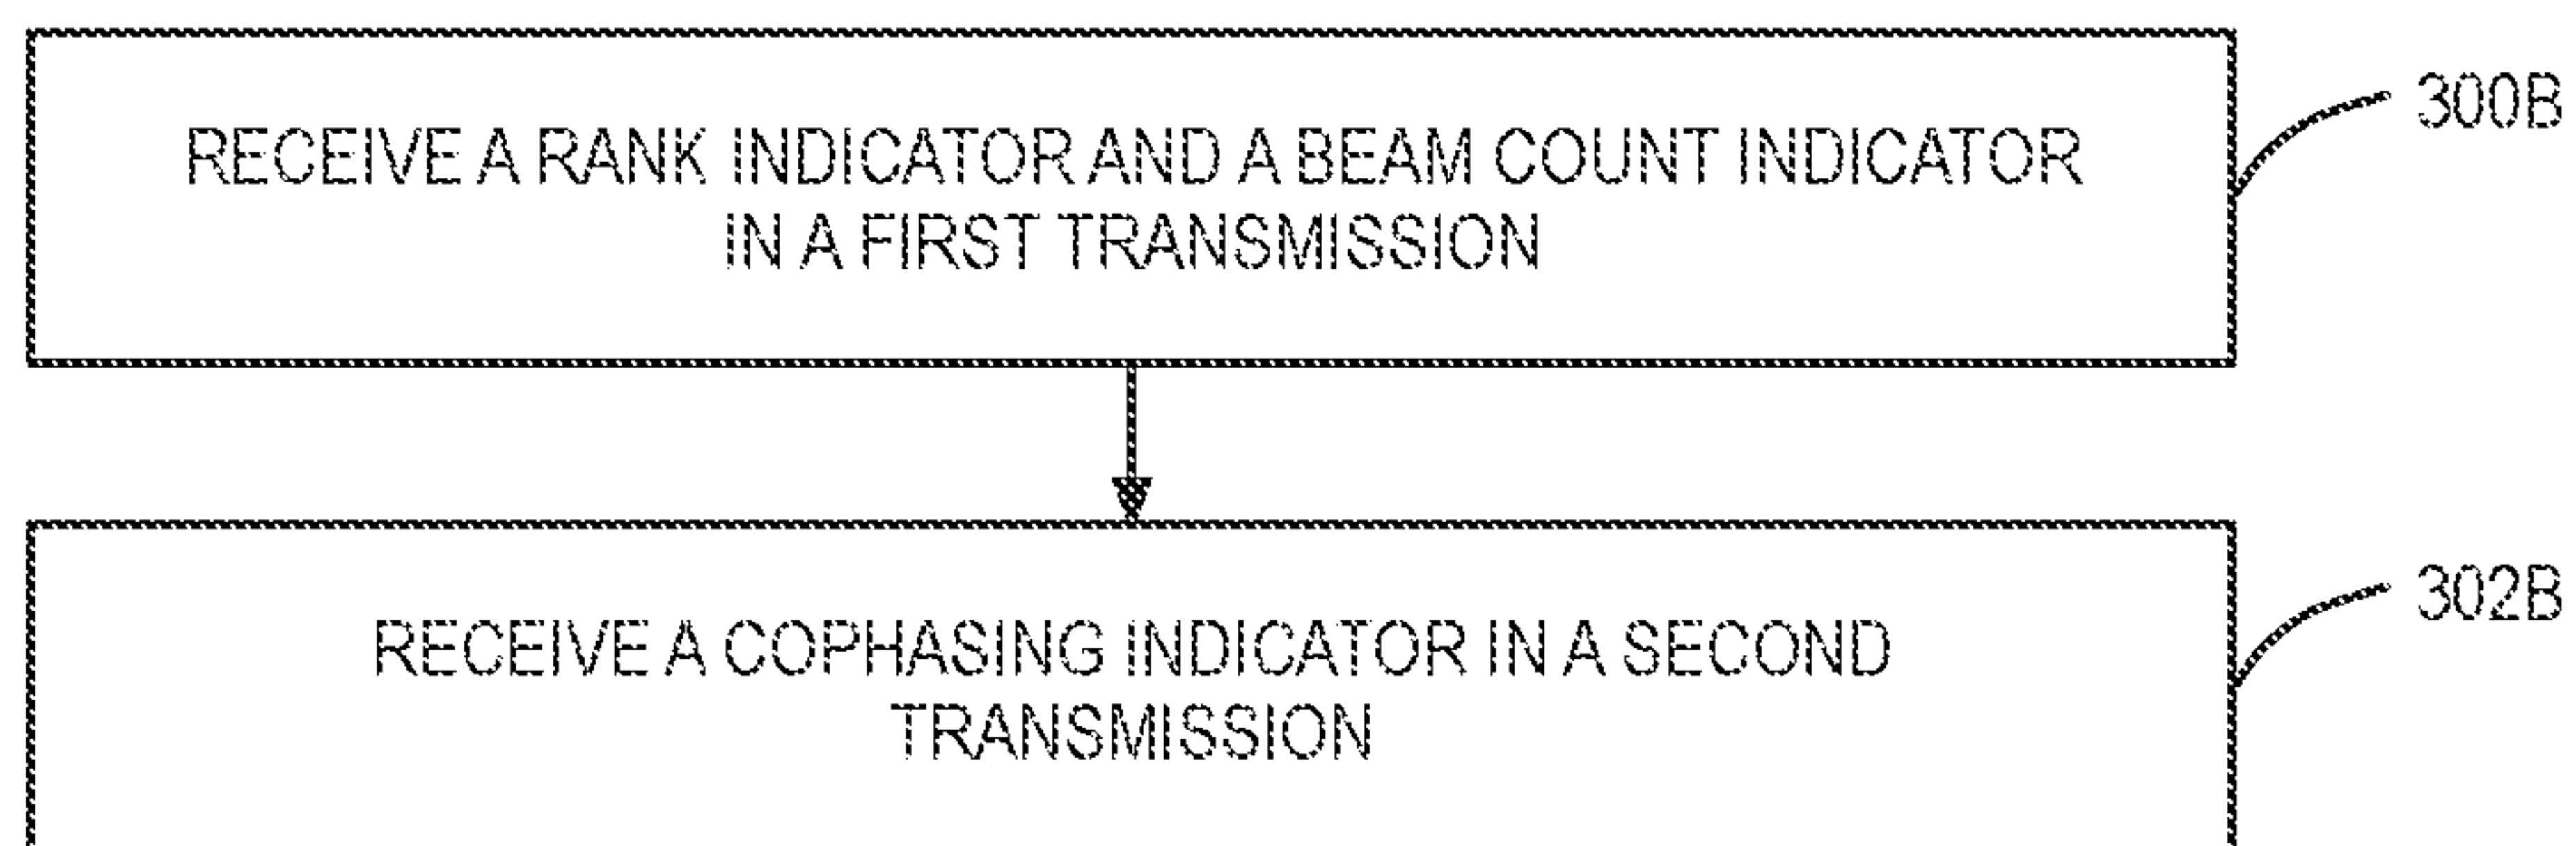 RECEIVE A RANK INDICATOR AND A BEAM COUNT INDICATOR
IN A FIRST TRANSMISSION
300B
RECEIVE A COPHASING INDICATOR IN A SECOND
TRANSMISSION
302B